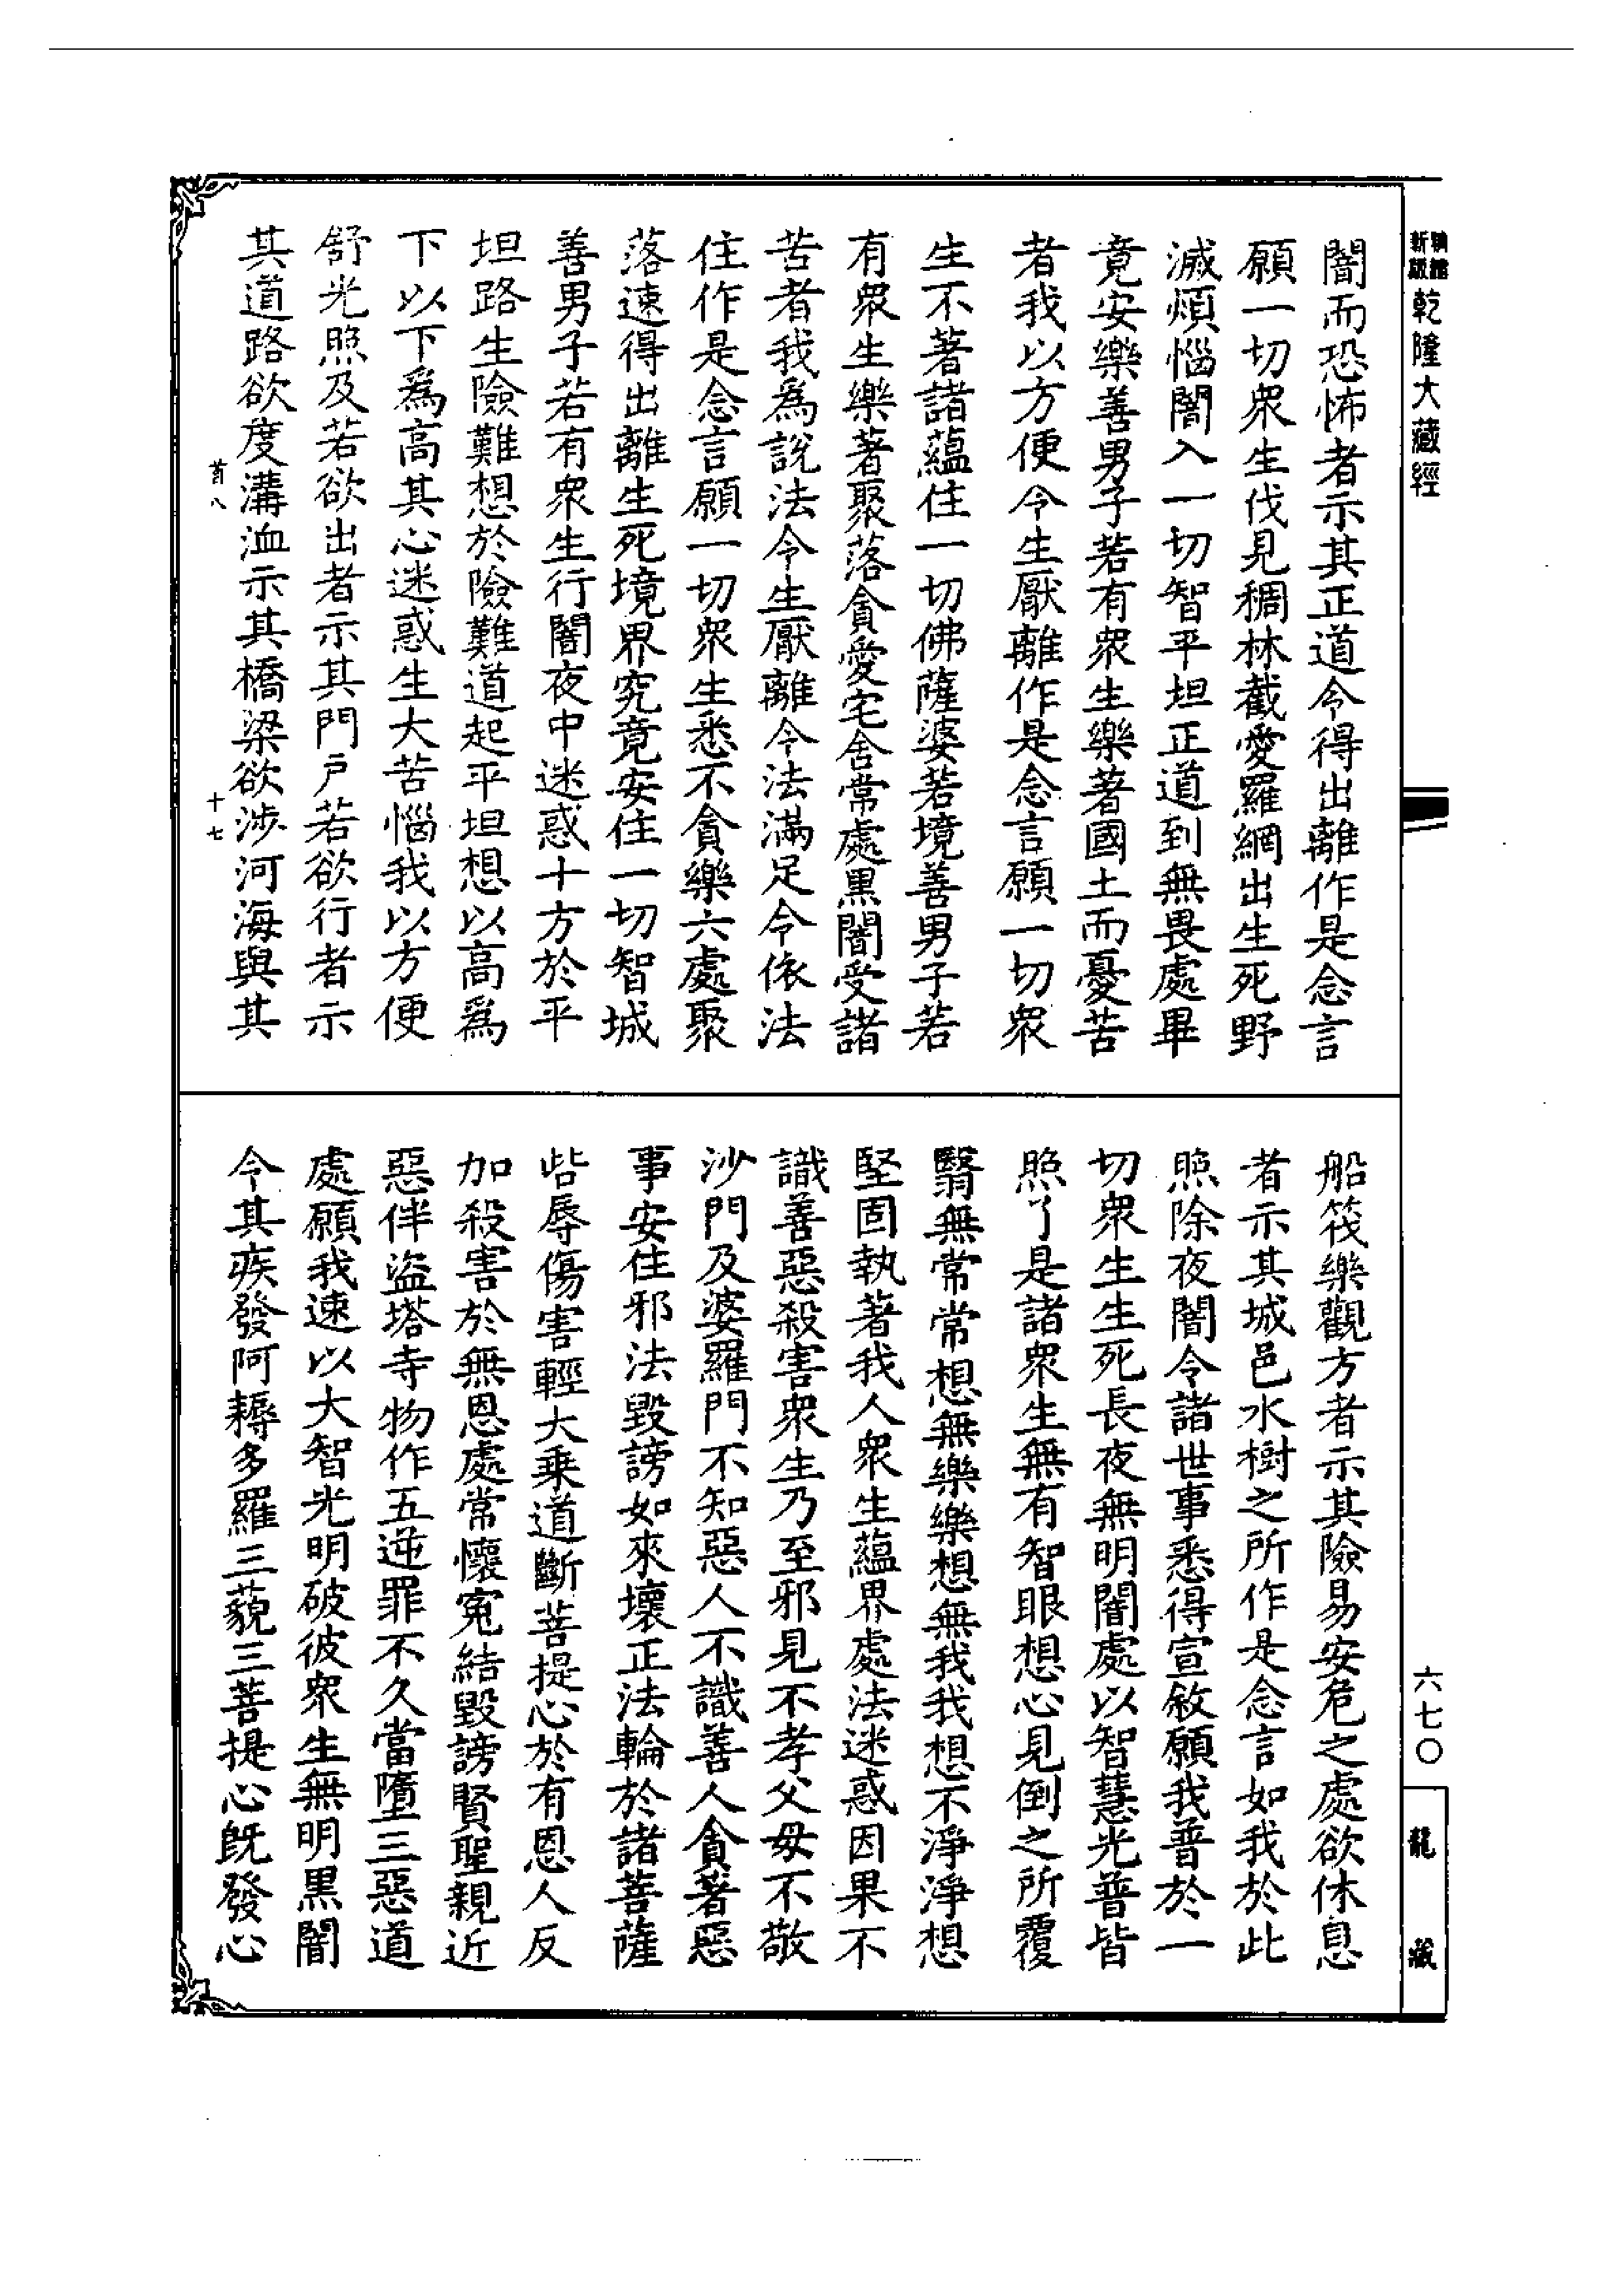 新編縮版乾隆大藏經
闇而恐怖者示其正道令得出離作是念言
願一切眾生伐見稠林截愛羅網出生死野
滅煩惱闇入一切智平坦正道到無畏處畢
竟安樂善男子若有眾生樂著國土而憂苦
者我以方便令生厭離作是念言願一切眾
生不著諸蘊住一切佛薩婆若境善男子若
有眾生樂著聚落貪愛宅舍常處黑闇受諸
苦者我為說法令生厭離令法滿足令依法
住作是念言願一切眾生悉不貪樂六處聚
落速得出離生死境界究竟安住一切智城
善男子若有眾生行闇夜中迷惑十方於平
坦路生險難想於險難道起平坦想以高爲
下以下爲高其心迷惑生大苦惱我以方便
舒光照及若欲出者示其門戶若欲行者示
其道路欲度溝洫示其橋梁欲涉河海與其
首八
十七
船筏樂觀方者示其險易安危之處欲休息
者示其城邑水樹之所作是念言如我於此
照除夜闇令諸世事悉得宣敘願我普於一
切眾生生死長夜無明闇處以智慧光普皆
照了是諸眾生無有智眼想心見倒之所覆
翳無常常想無樂樂想無我我想不淨淨想
堅固執著我人眾生蘊界處法迷惑因果不
識善惡殺害眾生乃至邪見不孝父母不敬
沙門及婆羅門不知惡人不識善人貪著惡
事安住邪法毀謗如來壞正法輪於諸菩薩
呰辱傷害輕大乘道斷菩提心於有恩人反
加殺害於無恩處常懷冤結毀謗賢聖親近
惡伴盜塔寺物作五逆罪不久當墮三惡道
處願我速以大智光明破彼眾生無明黑闇
令其疾發阿耨多羅三藐三菩提心既發心
六七〇
龍藏